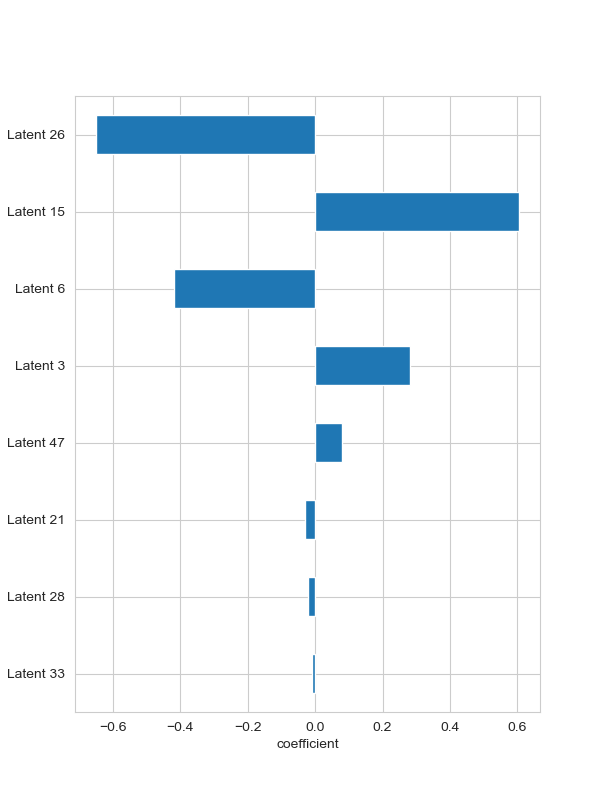 Latent 26
Latent 15
Latent 6
Latent 3
Latent 47
Latent 21
Latent 28
Latent 33
−0.6 −0.4 −0.2 0.0 0.2 0.4 0.6
coefficient